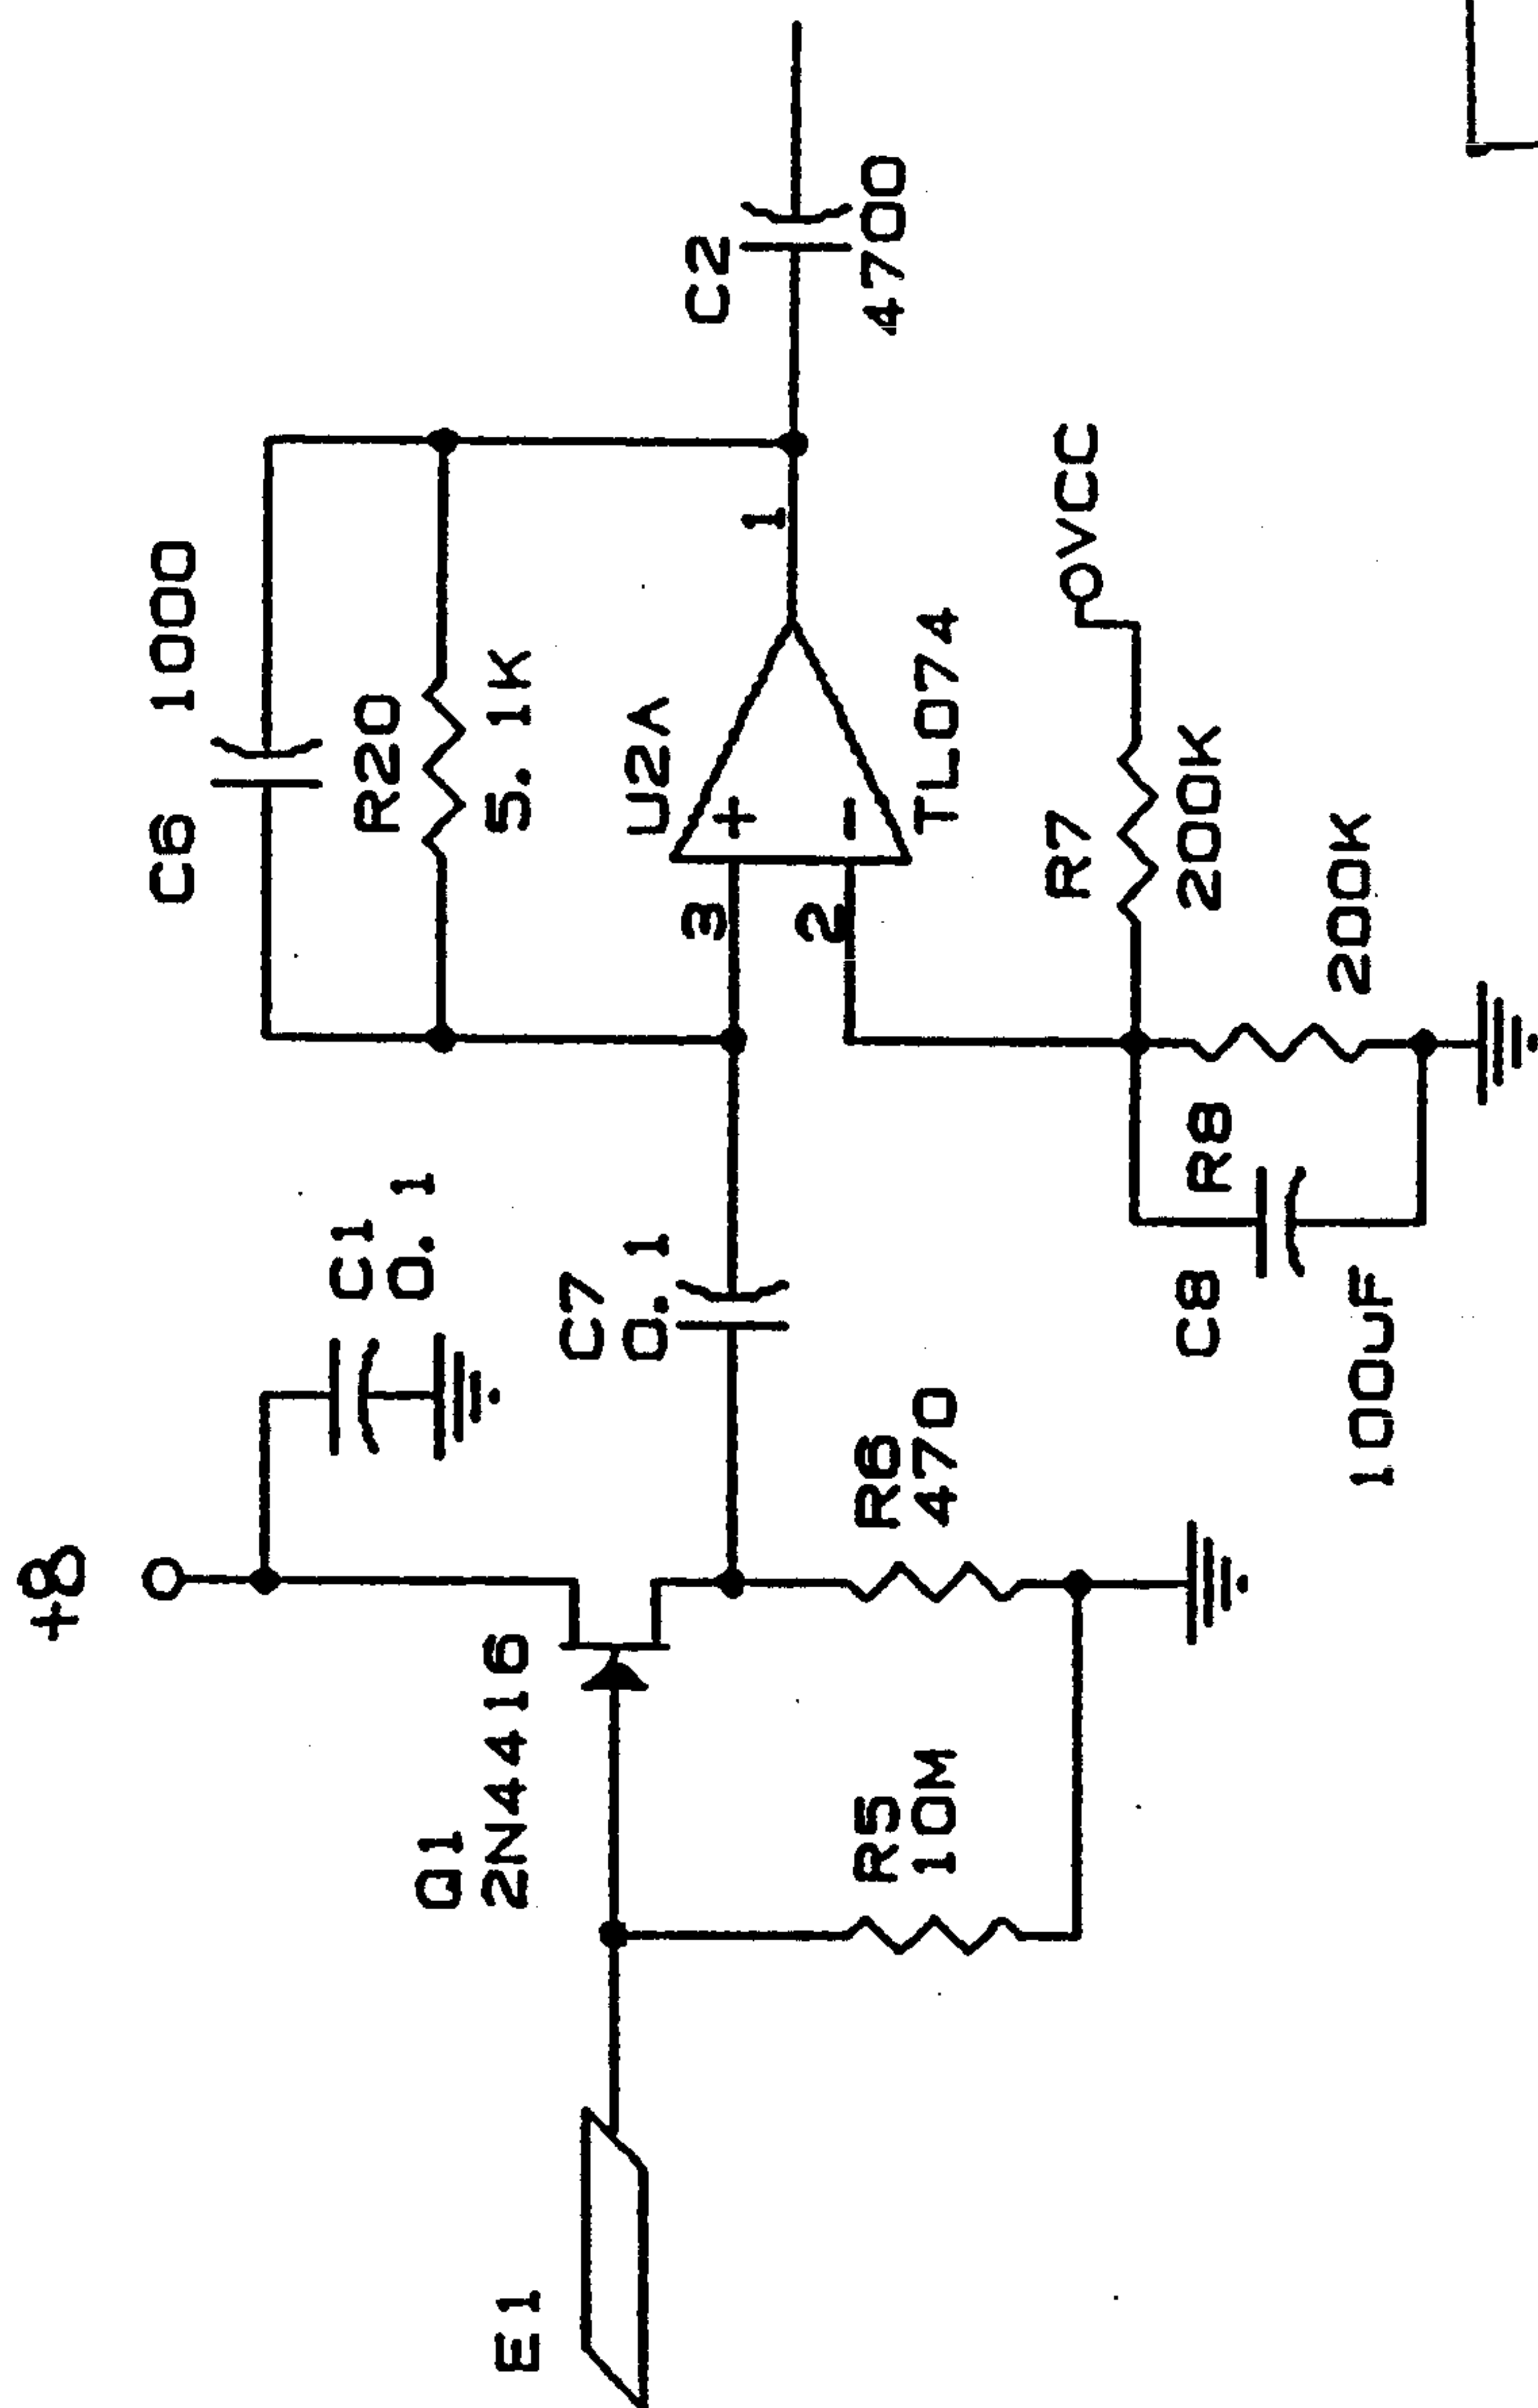 +8
C1
0.1
Q1
2N4416
E1
C7
0.1
R5
10M
R6
470
C6 1000
R20
5.1K
U2A
3
+
2
-
1
TL074
C2
4700
OVCC
R7
200K
200K
R8
C8
100UF